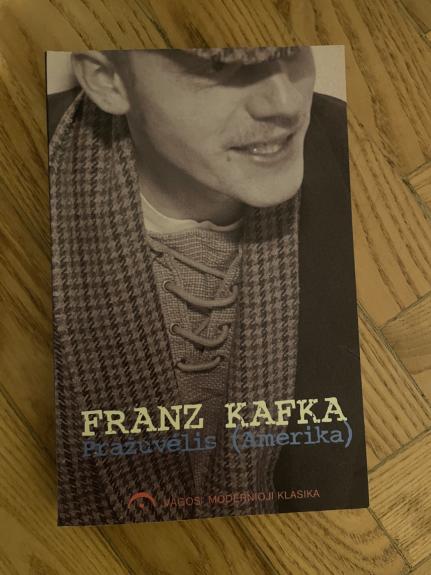 FRANZ KAFKA
Pražuvėlis (Amerika)
VAGOS: MODERNIOJI KLASIKA